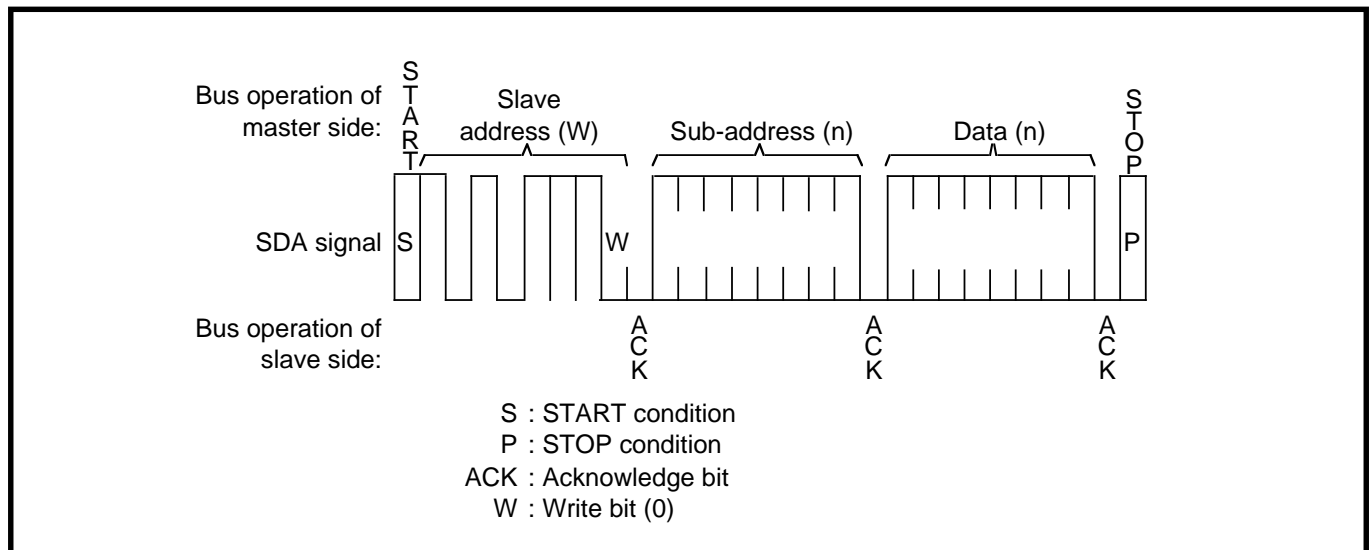 START
Bus operation of
master side:
Slave
address (W)
Sub-address (n)
Data (n)
STOP
SDA signal
S
W
P
Bus operation of
slave side:
ACK
ACK
ACK
S : START condition
P : STOP condition
ACK : Acknowledge bit
W : Write bit (0)